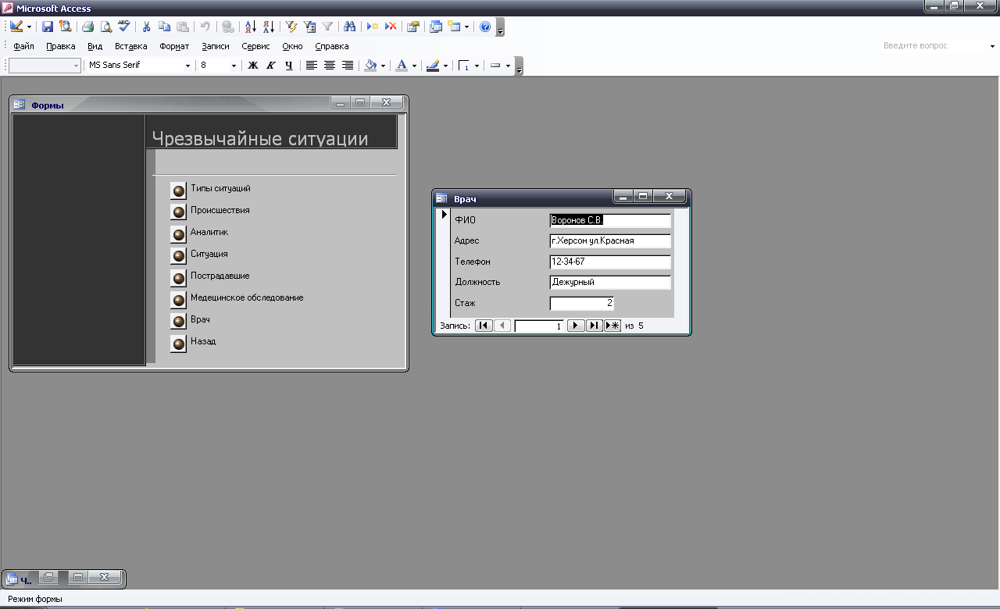 Microsoft Access
Файл Правка Вид Вставка Формат Записи Сервис Окно Справка
Введите вопрос
MS Sans Serif 8 Ж К Ч
Формы
Чрезвычайные ситуации
Типы ситуаций
Происшествия
Аналитик
Ситуация
Пострадавшие
Медецинское обследование
Врач
Назад
Врач
ФИО Воронов С.В.
Адрес г.Херсон ул.Красная
Телефон 12-34-67
Должность Дежурный
Стаж 2
Запись: 1 из 5
Ч..
Режим формы